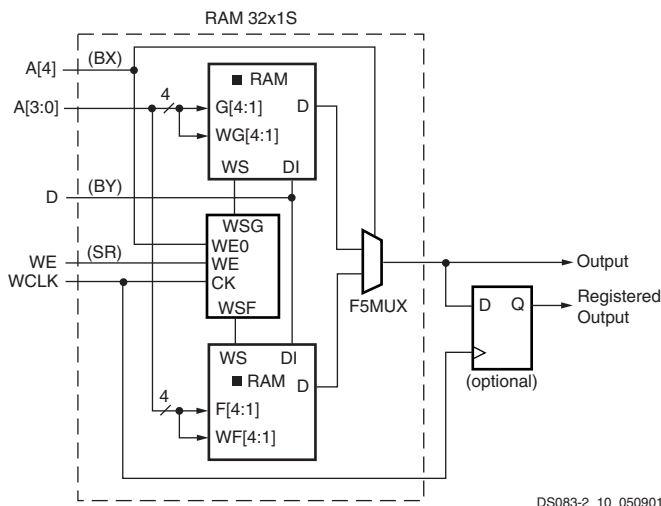 RAM 32x1S
A[4]
(BX)
A[3:0]
4
RAM
G[4:1]
D
WG[4:1]
WS
DI
D
(BY)
WSG
WE0
WE
(SR)
WE
WCLK
CK
WSF
F5MUX
Output
D
Q
Registered
Output
(optional)
WS
DI
RAM
D
4
F[4:1]
WF[4:1]
DS083-2_10_050901